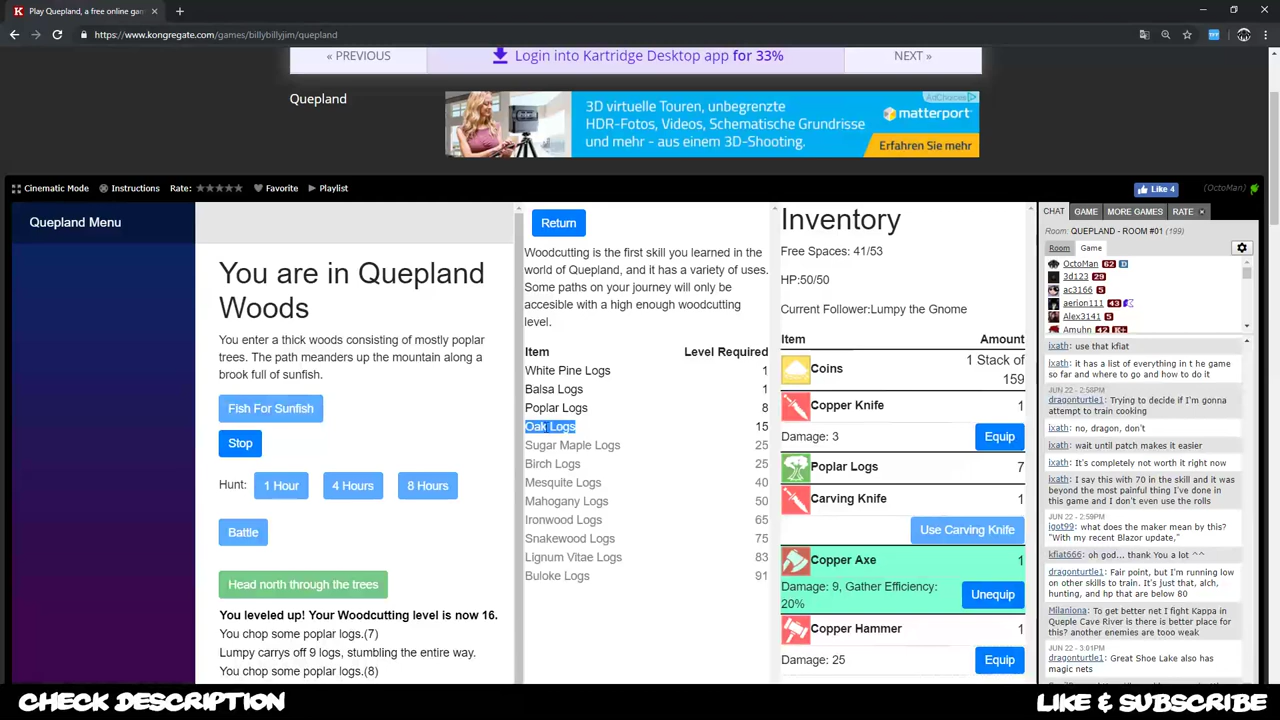 Play Quepland, a free online gam
https://www.kongregate.com/games/billybillyjim/quepland
« PREVIOUS
Login into Kartridge Desktop app for 33%
NEXT »
Quepland
3D virtuelle Touren, unbegrenzte
HDR-Fotos, Videos, Schematische Grundrisse
und mehr - aus einem 3D-Shooting.
AdChoices
matterport
Erfahren Sie mehr
Cinematic Mode
Instructions
Rate:
Favorite
Playlist
Like 4
(OctoMan)
Quepland Menu
You are in Quepland
Woods
You enter a thick woods consisting of mostly poplar
trees. The path meanders up the mountain along a
brook full of sunfish.
Fish For Sunfish
Stop
Hunt: 1 Hour 4 Hours 8 Hours
Battle
Head north through the trees
You leveled up! Your Woodcutting level is now 16.
You chop some poplar logs.(7)
Lumpy carrys off 9 logs, stumbling the entire way.
You chop some poplar logs.(8)
Return
Woodcutting is the first skill you learned in the
world of Quepland, and it has a variety of uses.
Some paths on your journey will only be
accesible with a high enough woodcutting
level.
Item Level Required
White Pine Logs 1
Balsa Logs 1
Poplar Logs 8
Oak Logs 15
Sugar Maple Logs 25
Birch Logs 25
Mesquite Logs 40
Mahogany Logs 50
Ironwood Logs 65
Snakewood Logs 75
Lignum Vitae Logs 83
Buloke Logs 91
Inventory
Free Spaces: 41/53
HP:50/50
Current Follower:Lumpy the Gnome
Item Amount
Coins 1 Stack of
159
Copper Knife 1
Damage: 3 Equip
Poplar Logs 7
Carving Knife 1
Use Carving Knife
Copper Axe 1
Damage: 9, Gather Efficiency:
20%
Unequip
Copper Hammer 1
Damage: 25 Equip
CHAT GAME MORE GAMES RATE
Room: QUEPLAND - ROOM #01 (199)
Room Game
OctoMan 62 D
3d123 29
ac3166 5
aerion111 43
Alex3141 5
Amuhn 42 K+
ixath: use that kfiat
ixath: it has a list of everything in t he game
so far and where to go and how to do it
JUN 22 - 2:58PM
dragonturtle1: Trying to decide if I'm gonna
attempt to train cooking
ixath: no, dragon, don't
ixath: wait until patch makes it easier
ixath: It's completely not worth it right now
ixath: I say this with 70 in the skill and it was
beyond the most painful thing I've done in
this game and I don't even use the rolls
JUN 22 - 2:59PM
jgot99: what does the maker mean by this?
"With my recent Blazor update,"
kfiat666: oh god... thank You a lot ^^
dragonturtle1: Fair point, but I'm running low
on other skills to train. It's just that, alch,
hunting, and hp that are below 80
Milaniona: To get better net I fight Kappa in
Queple Cave River is there is better place for
this? another enemies are tooo weak
JUN 22 - 3:01PM
dragonturtle1: Great Shoe Lake also has
magic nets
CHECK DESCRIPTION
LIKE & SUBSCRIBE